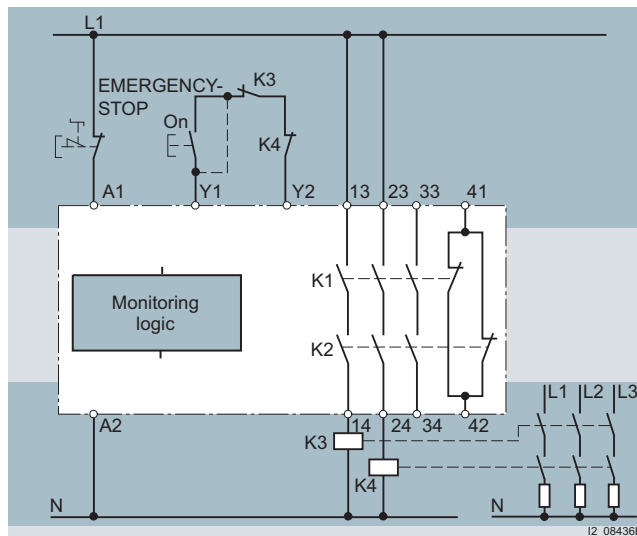 L1
EMERGENCY-
STOP
K3
On
K4
A1
Y1
Y2
13
23
33
41
K1
Monitoring
logic
K2
A2
14
24
34
42
L1
L2
L3
K3
K4
N
N